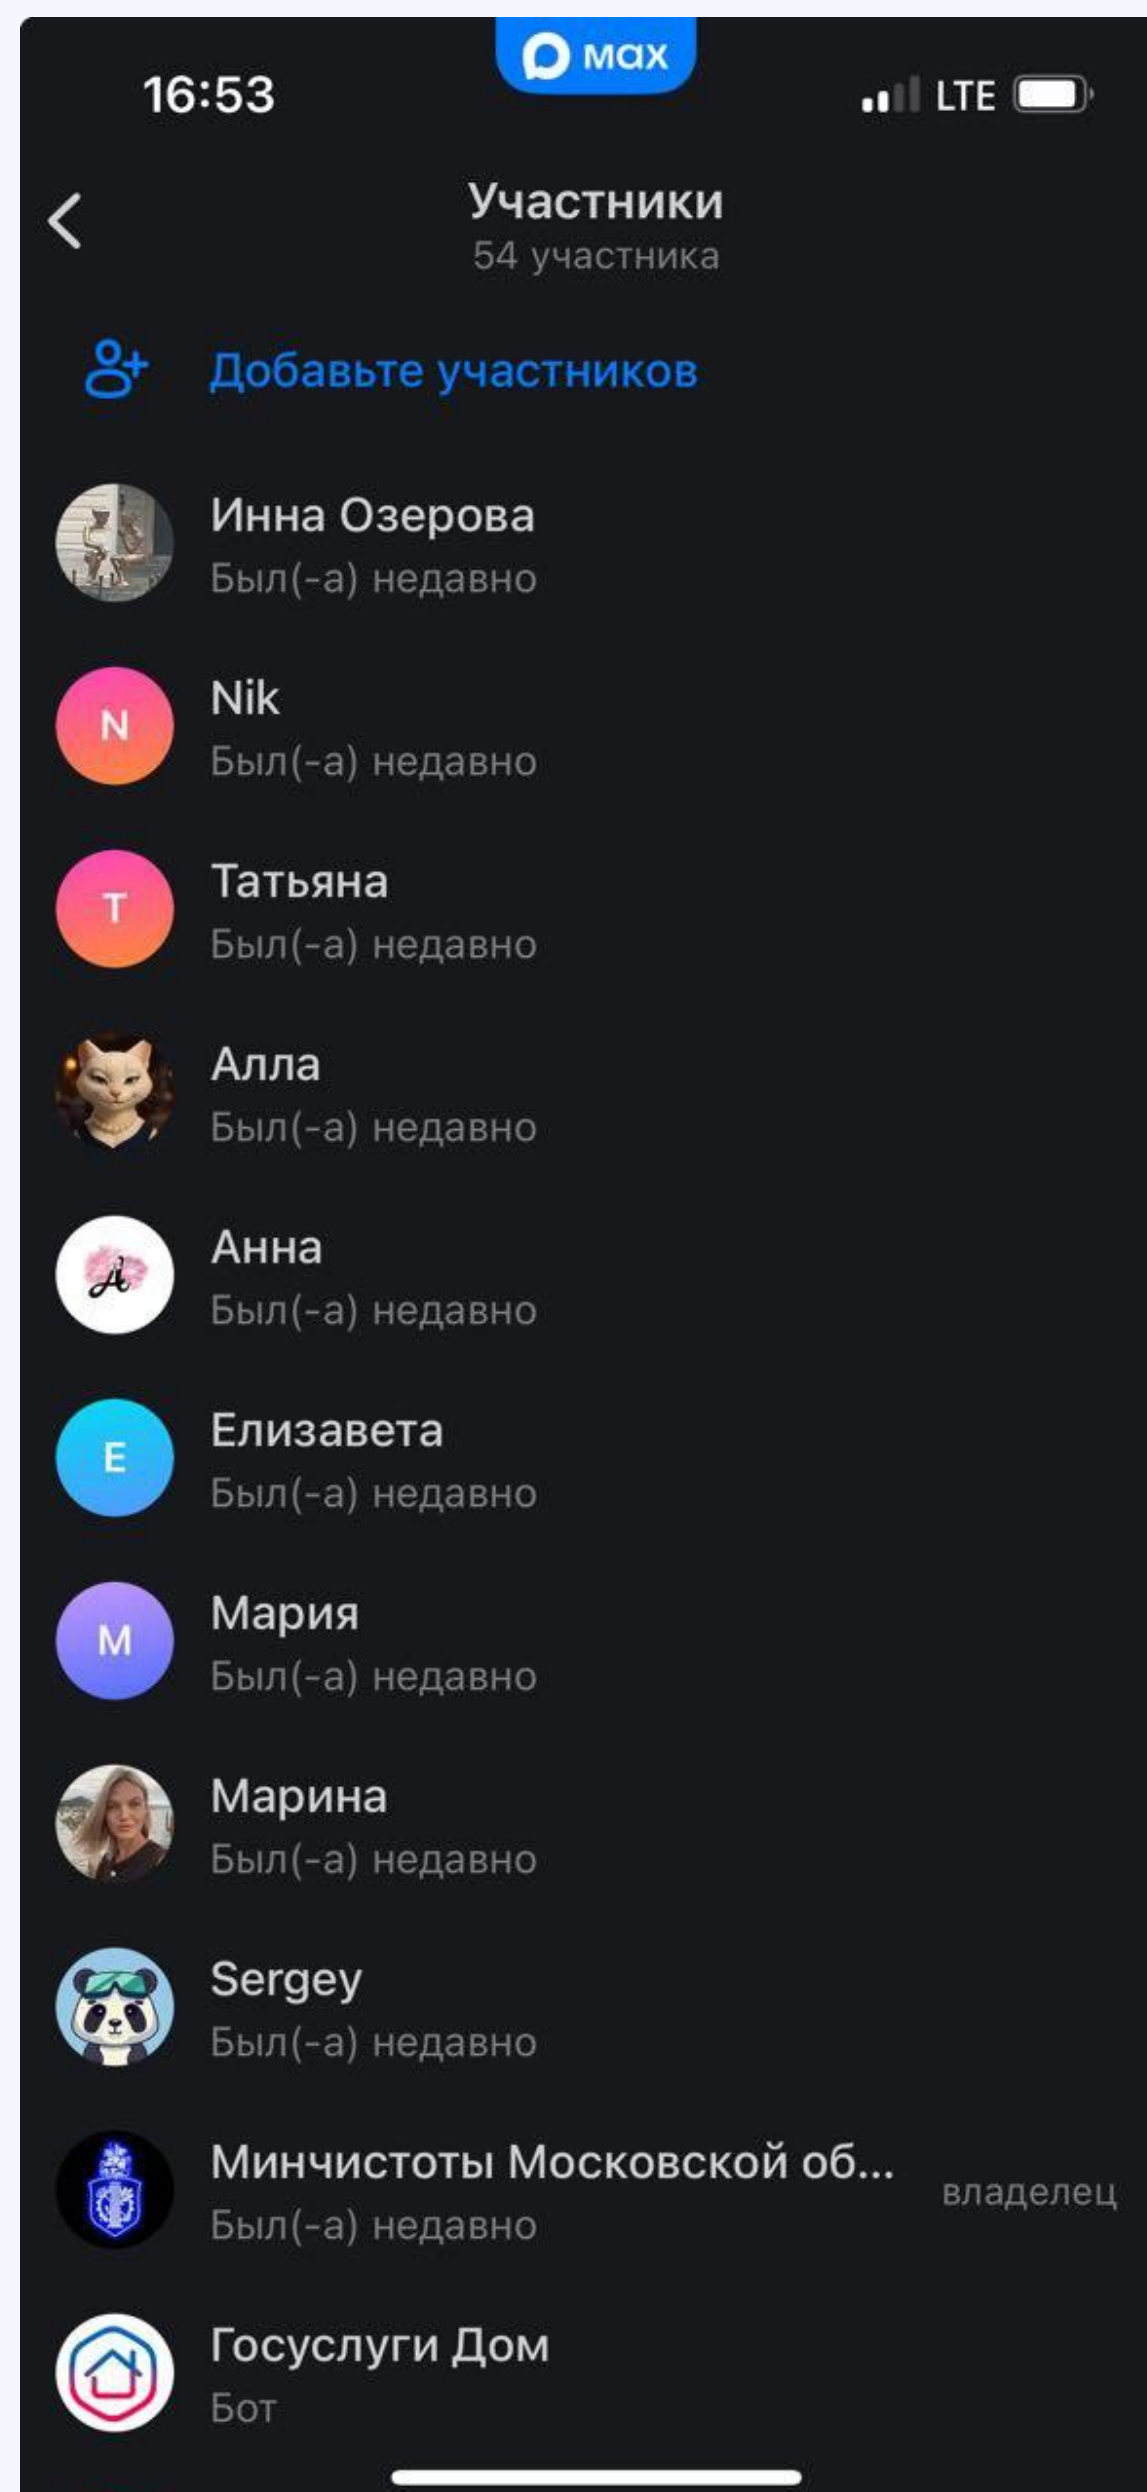 16:53
мах
LTE
Участники
54 участника
Добавьте участников
Инна Озерова
Был(-а) недавно
N
Nik
Был(-а) недавно
Т
Татьяна
Был(-а) недавно
Алла
Был(-а) недавно
A
Анна
Был(-а) недавно
Е
Елизавета
Был(-а) недавно
М
Мария
Был(-а) недавно
Марина
Был(-а) недавно
Sergey
Был(-а) недавно
Минчистоты Московской об...
владелец
Был(-а) недавно
Госуслуги Дом
Бот